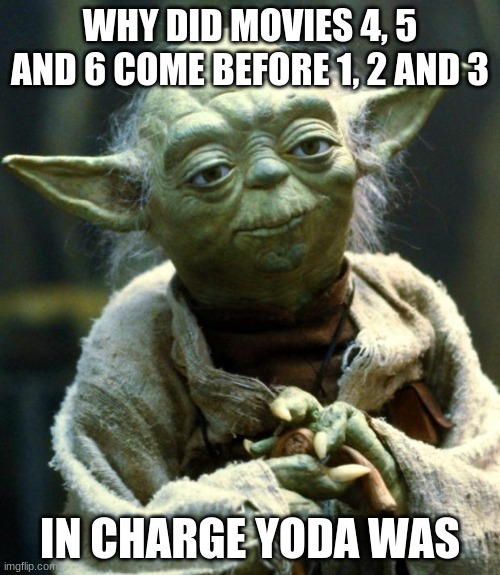 WHY DID MOVIES 4, 5
AND 6 COME BEFORE 1, 2 AND 3
IN CHARGE YODA WAS
imgflip.com